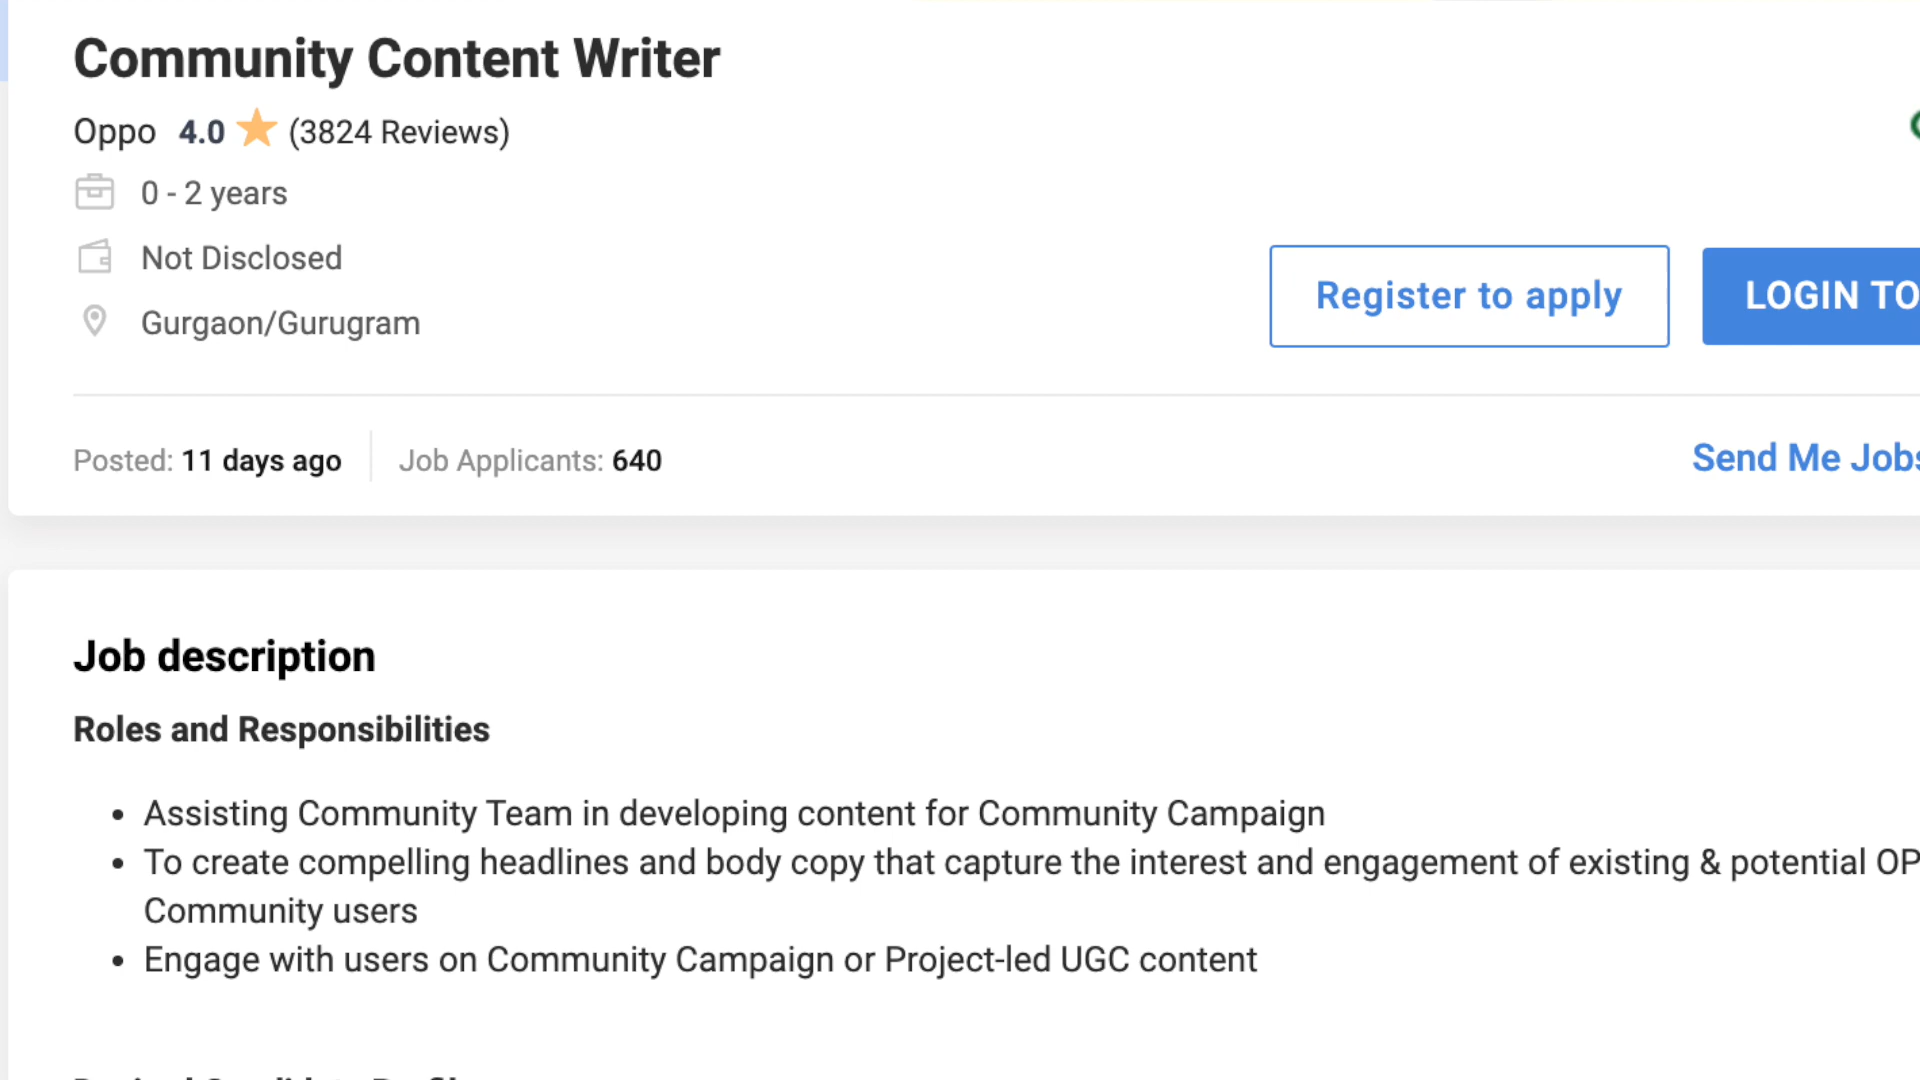 Community Content Writer
Oppo 4.0 (3824 Reviews)
0 - 2 years
Not Disclosed
Gurgaon/Gurugram
Register to apply
LOGIN TO
Posted: 11 days ago
Job Applicants: 640
Send Me Jobs
Job description
Roles and Responsibilities
• Assisting Community Team in developing content for Community Campaign
• To create compelling headlines and body copy that capture the interest and engagement of existing & potential OP
Community users
• Engage with users on Community Campaign or Project-led UGC content